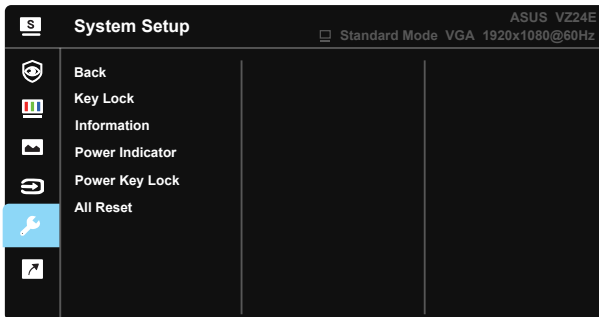 S
System Setup
ASUS VZ24E
Standard Mode VGA 1920x1080@60Hz
Back
Key Lock
Information
Power Indicator
Power Key Lock
All Reset